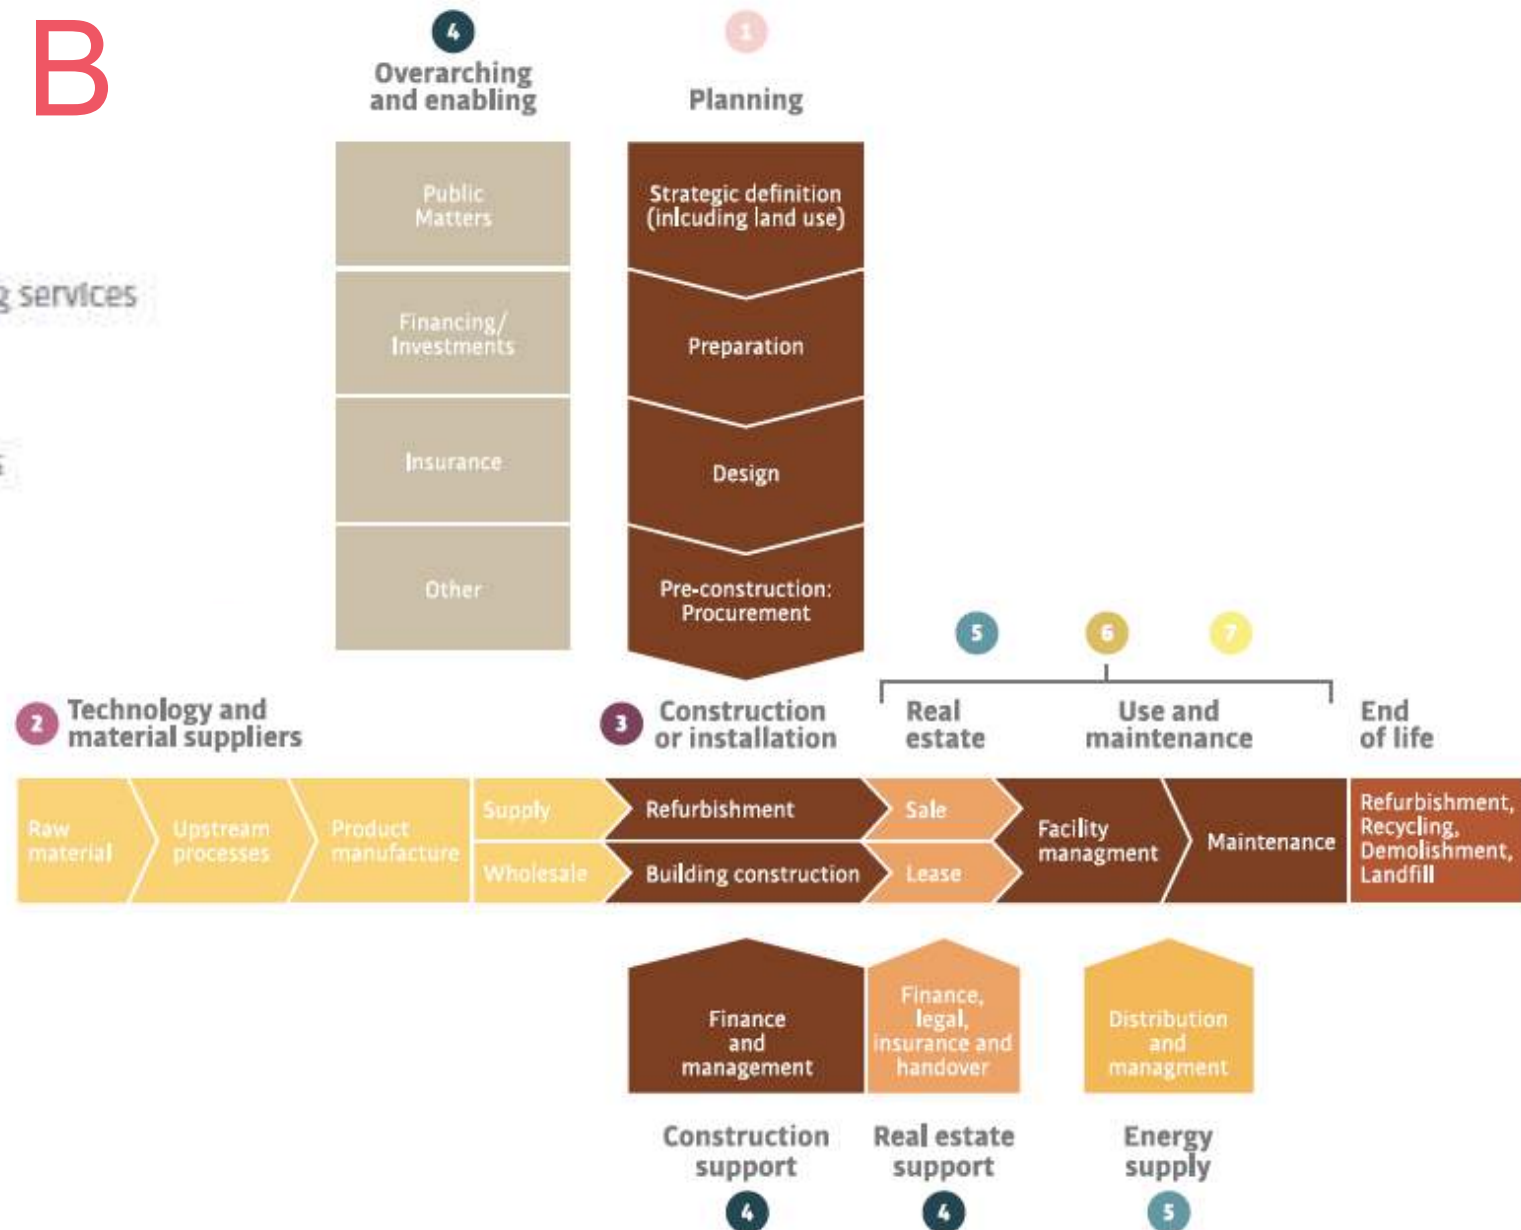 B
4
Overarching
and enabling
1
Planning
Public
Matters
Financing/
Investments
Insurance
Other
Strategic definition
(inlcuding land use)
Preparation
Design
Pre-construction:
Procurement
services
5
6
7
2
Technology and
material suppliers
3
Construction
or installation
Real
estate
Use and
maintenance
End
of life
Raw
material
Upstream
processes
Product
manufacture
Supply
Wholesale
Refurbishment
Building construction
Sale
Lease
Facility
managment
Maintenance
Refurbishment,
Recycling,
Demolishment,
Landfill
Finance
and
management
Finance,
legal,
insurance and
handover
Distribution
and
managment
Construction
support
4
Real estate
support
4
Energy
supply
5